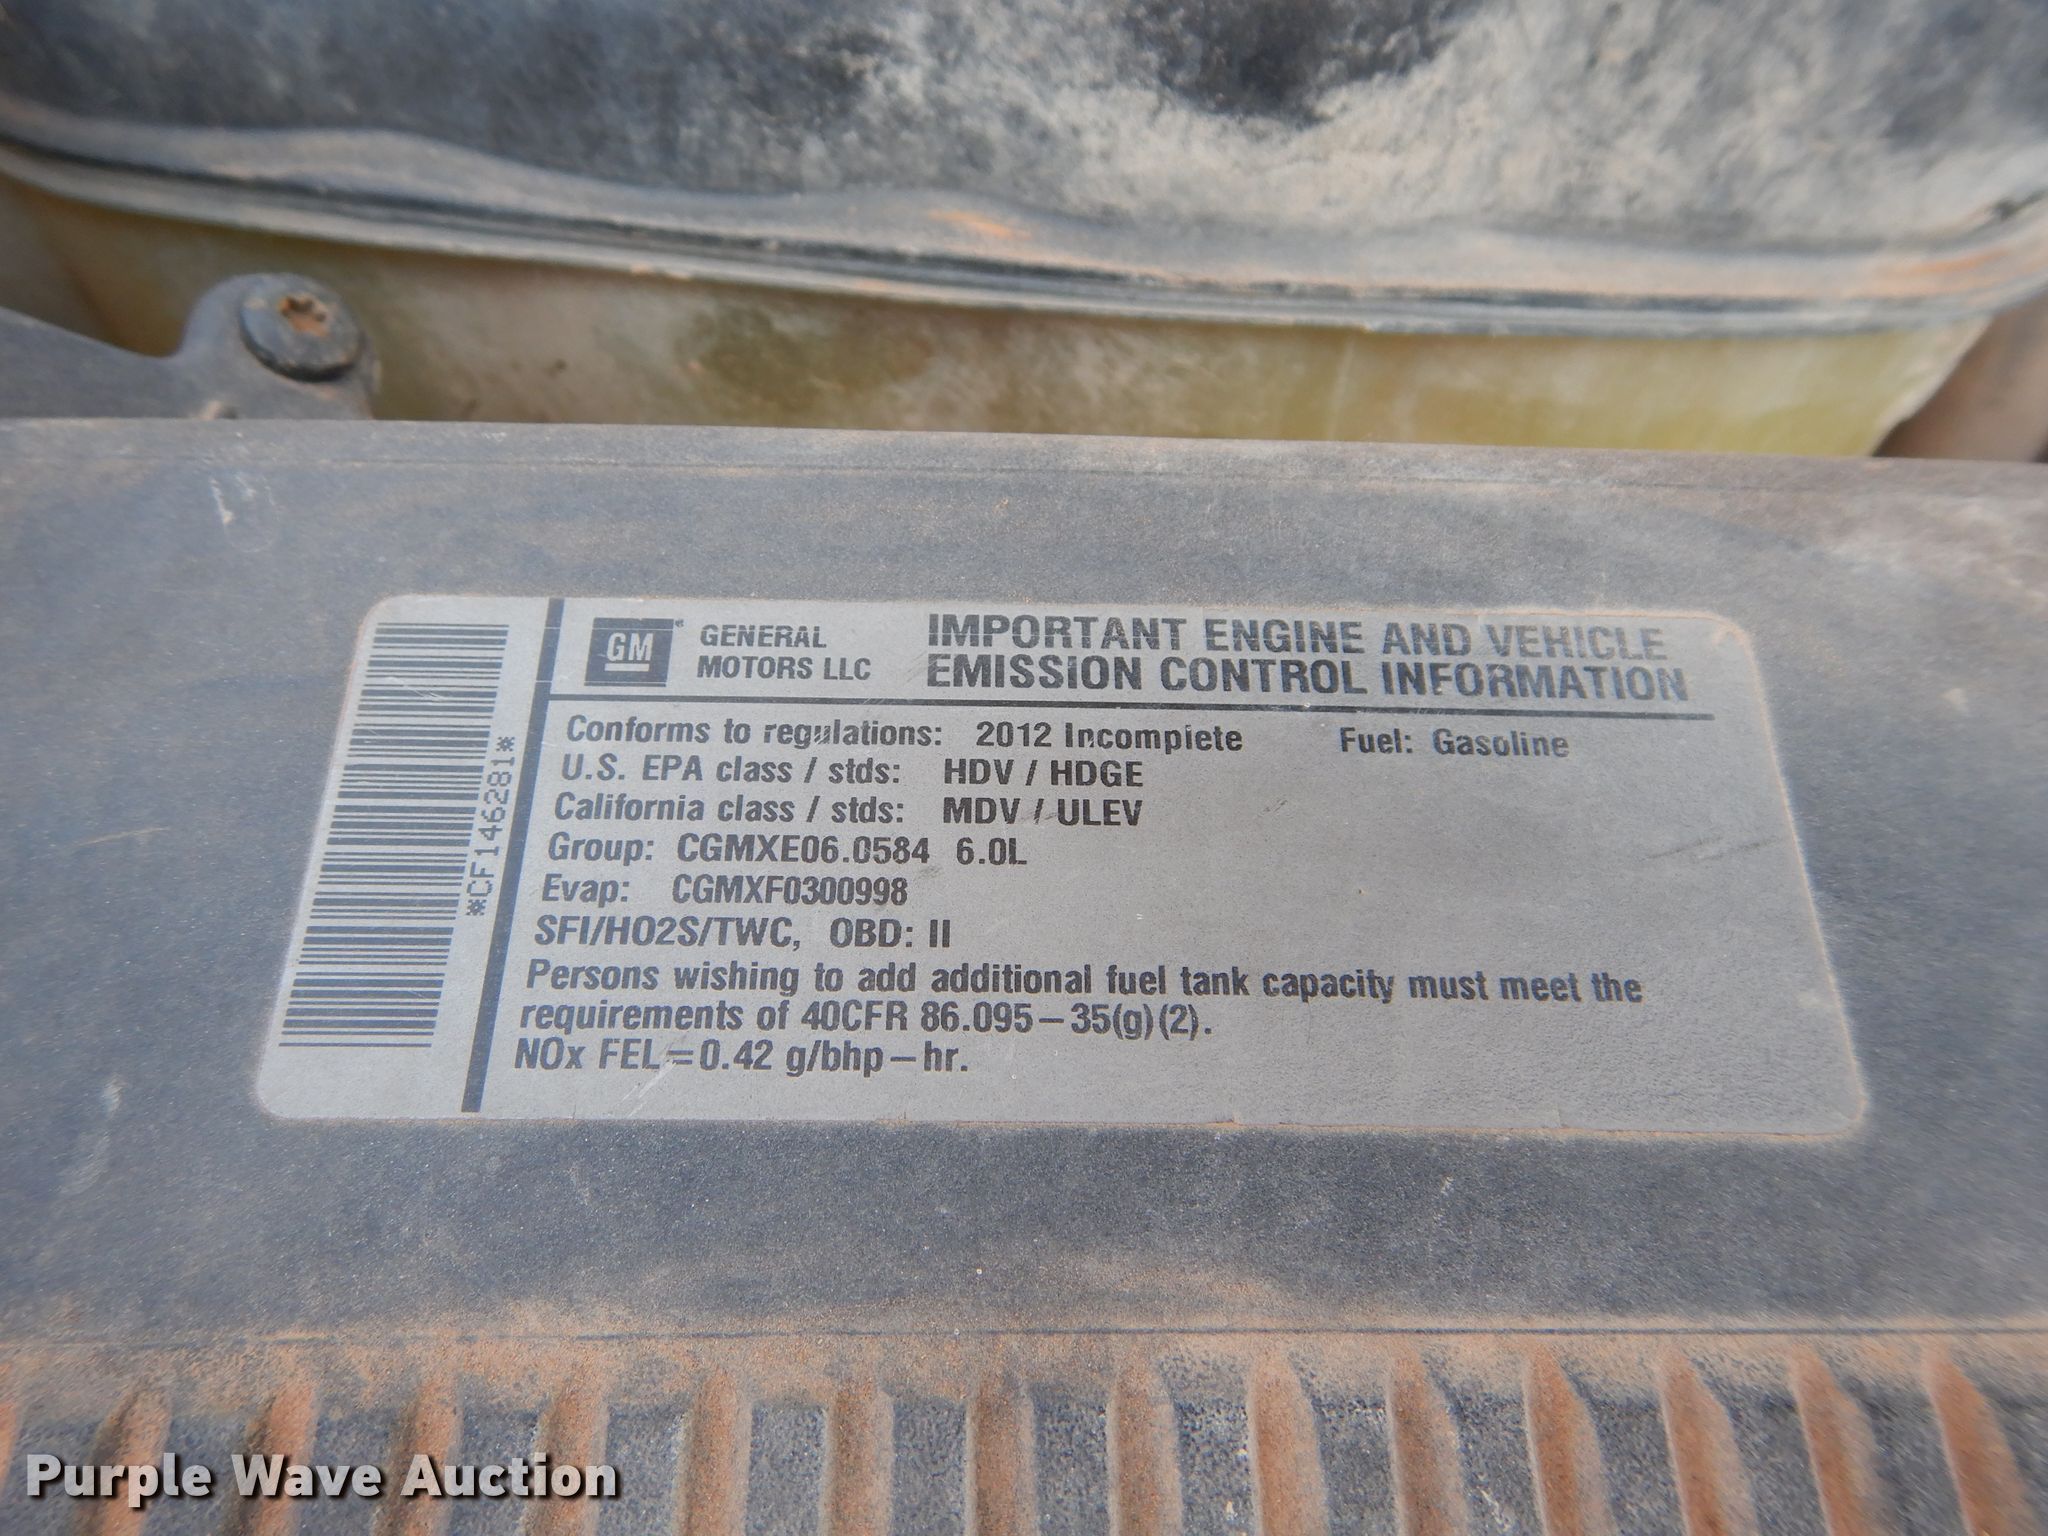 *CF146281*
GM
GENERAL
MOTORS LLC
IMPORTANT ENGINE AND VEHICLE
EMISSION CONTROL INFORMATION
Conforms to regulations: 2012 Incomplete Fuel: Gasoline
U.S. EPA class / stds: HDV / HDGE
California class / stds: MDV / ULEV
Group: CGMXE06.0584 6.0L
Evap: CGMXF0300998
SFI/HO2S/TWC, OBD: II
Persons wishing to add additional fuel tank capacity must meet the
requirements of 40CFR 86.095-35(g)(2).
NOx FEL=0.42 g/bhp-hr.
Purple Wave Auction